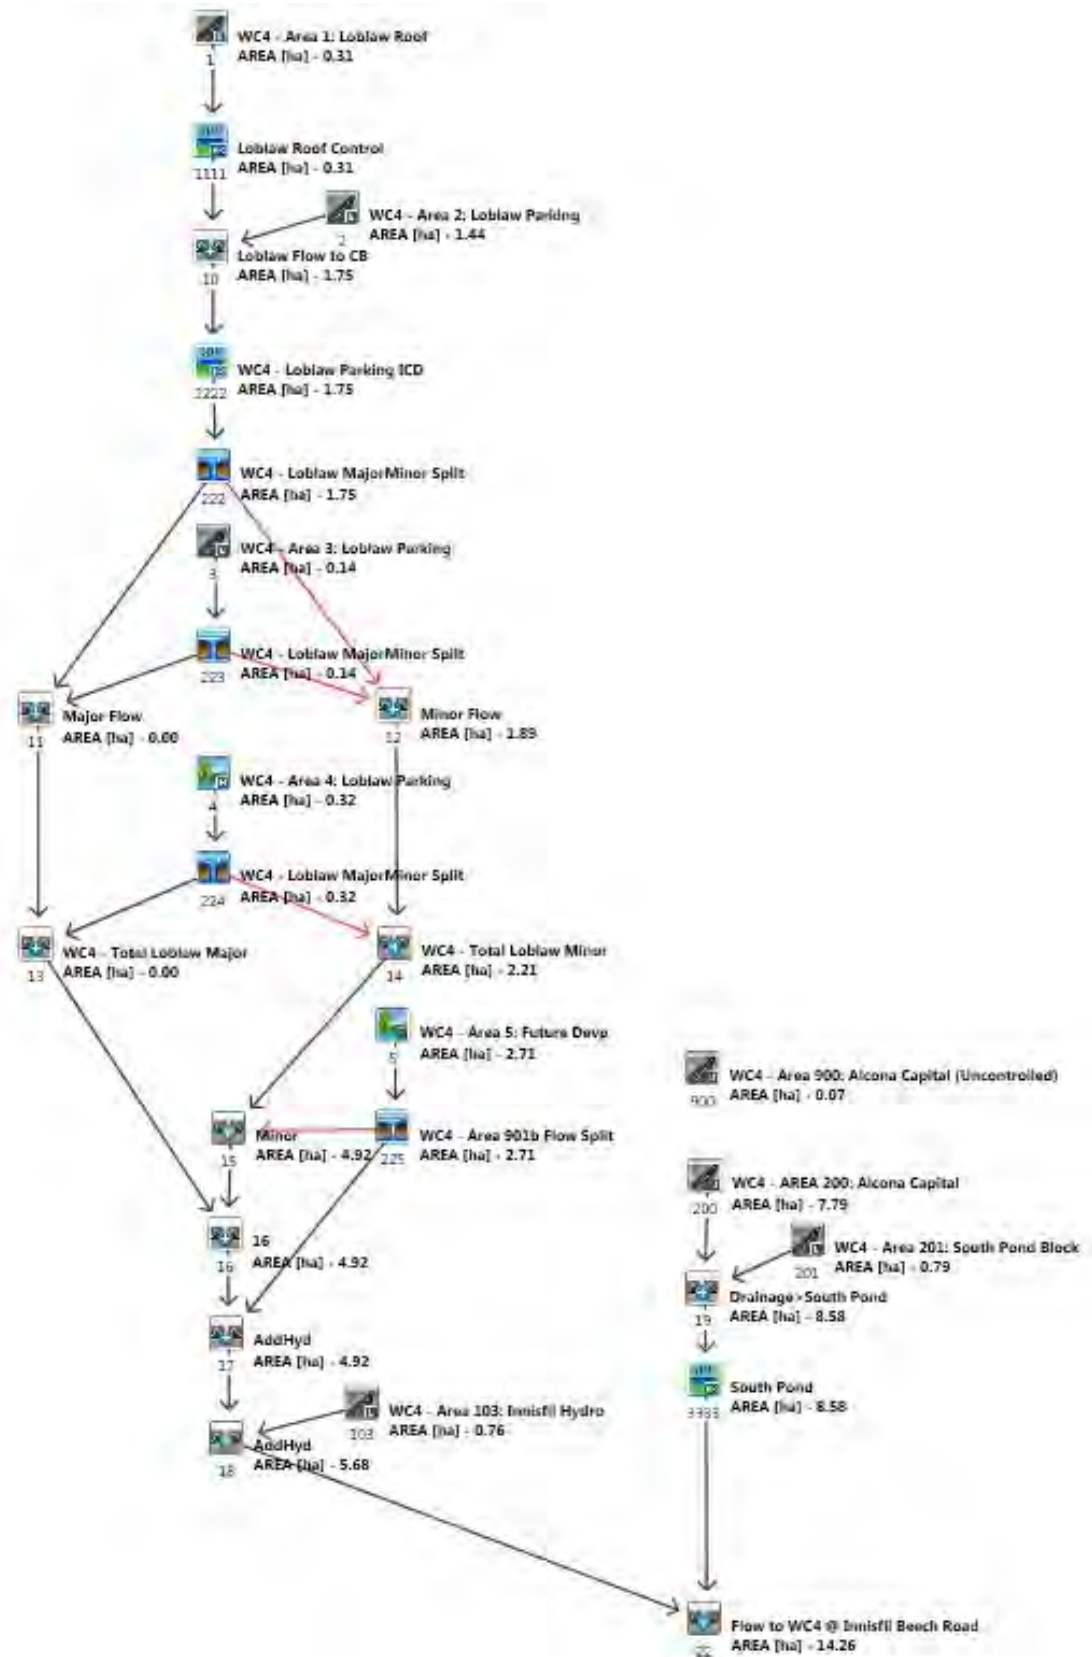 WC4 - Area 1: Loblaw Roof
AREA [ha] - 0.31
1
Loblaw Roof Control
AREA [ha] - 0.31
1111
WC4 - Area 2: Loblaw Parking
AREA [ha] - 1.44
2
Loblaw Flow to CB
AREA [ha] - 1.75
10
WC4 - Loblaw Parking ICD
AREA [ha] - 1.75
2222
WC4 - Loblaw MajorMinor Split
AREA [ha] - 1.75
222
WC4 - Area 3: Loblaw Parking
AREA [ha] - 0.14
3
WC4 - Loblaw MajorMinor Split
AREA [ha] - 0.14
223
Major Flow
AREA [ha] - 0.00
11
Minor Flow
AREA [ha] - 1.89
12
WC4 - Area 4: Loblaw Parking
AREA [ha] - 0.32
4
WC4 - Loblaw MajorMinor Split
AREA [ha] - 0.32
224
WC4 - Total Loblaw Major
AREA [ha] - 0.00
13
WC4 - Total Loblaw Minor
AREA [ha] - 2.21
14
WC4 - Area 5: Future Devp
AREA [ha] - 2.71
5
WC4 - Area 900: Alcona Capital (Uncontrolled)
AREA [ha] - 0.07
900
Minor
AREA [ha] - 4.92
15
WC4 - Area 901b Flow Split
AREA [ha] - 2.71
225
WC4 - AREA 200: Alcona Capital
AREA [ha] - 7.79
200
16
AREA [ha] - 4.92
16
WC4 - Area 201: South Pond Block
AREA [ha] - 0.79
201
Drainage>South Pond
AREA [ha] - 8.58
19
AddHyd
AREA [ha] - 4.92
17
South Pond
AREA [ha] - 8.58
3333
WC4 - Area 103: Innisfil Hydro
AREA [ha] - 0.76
103
AddHyd
AREA [ha] - 5.68
18
Flow to WC4 @ Innisfil Beech Road
AREA [ha] - 14.26